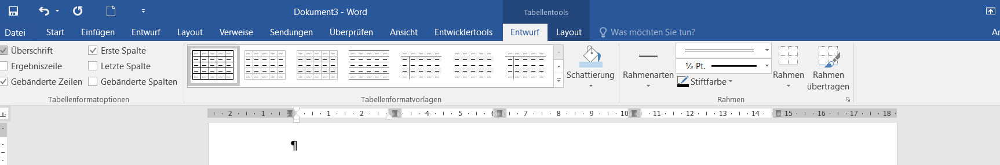 Dokument3 - Word
Tabellentools
Datei Start Einfügen Entwurf Layout Verweise Sendungen Überprüfen Ansicht Entwicklertools Entwurf Layout Was möchten Sie tun? An
Überschrift Erste Spalte
Ergebniszeile Letzte Spalte
Gebänderte Zeilen Gebänderte Spalten
Tabellenformatoptionen
Tabellenformatvorlagen
Schattierung
Rahmenarten
½ Pt.
Stiftfarbe
Rahmen
Rahmen übertragen
Rahmen
2 1 1 2 4 5 6 7 8 9 10 11 12 13 14 15 16 17 18
¶